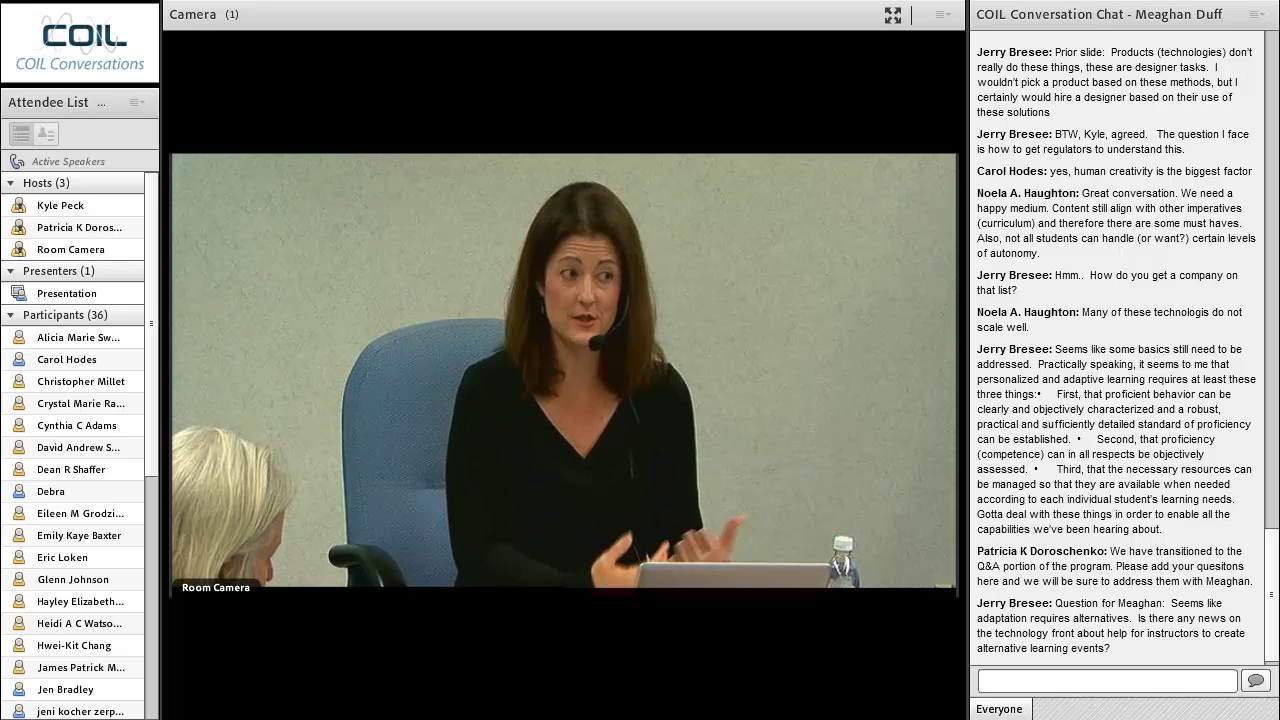 COIL
COIL Conversations
Attendee List ...
Active Speakers
Hosts (3)
Kyle Peck
Patricia K Doros...
Room Camera
Presenters (1)
Presentation
Participants (36)
Alicia Marie Sw...
Carol Hodes
Christopher Millet
Crystal Marie Ra...
Cynthia C Adams
David Andrew S...
Dean R Shaffer
Debra
Eileen M Grodzi...
Emily Kaye Baxter
Eric Loken
Glenn Johnson
Hayley Elizabeth...
Heidi A C Watso...
Hwei-Kit Chang
James Patrick M...
Jen Bradley
jeni kocher zerp...
Camera (1)
Room Camera
COIL Conversation Chat - Meaghan Duff
Jerry Bresee: Prior slide: Products (technologies) don't
really do these things, these are designer tasks. I
wouldn't pick a product based on these methods, but I
certainly would hire a designer based on their use of
these solutions
Jerry Bresee: BTW, Kyle, agreed. The question I face
is how to get regulators to understand this.
Carol Hodes: yes, human creativity is the biggest factor
Noela A. Haughton: Great conversation. We need a
happy medium. Content still align with other imperatives
(curriculum) and therefore there are some must haves.
Also, not all students can handle (or want?) certain levels
of autonomy.
Jerry Bresee: Hmm.. How do you get a company on
that list?
Noela A. Haughton: Many of these technologis do not
scale well
Jerry Bresee: Seems like some basics still need to be
addressed. Practically speaking, it seems to me that
personalized and adaptive learning requires at least these
three things:• First, that proficient behavior can be
clearly and objectively characterized and a robust,
practical and sufficiently detailed standard of proficiency
can be established. • Second, that proficiency
(competence) can in all respects be objectively
assessed. • Third, that the necessary resources can
be managed so that they are available when needed
according to each individual student's learning needs.
Gotta deal with these things in order to enable all the
capabilities we've been hearing about.
Patricia K Doroschenko: We have transitioned to the
Q&A portion of the program. Please add your quesitons
here and we will be sure to address them with Meaghan.
Jerry Bresee: Question for Meaghan: Seems like
adaptation requires alternatives. Is there any news on
the technology front about help for instructors to create
alternative learning events?
Everyone